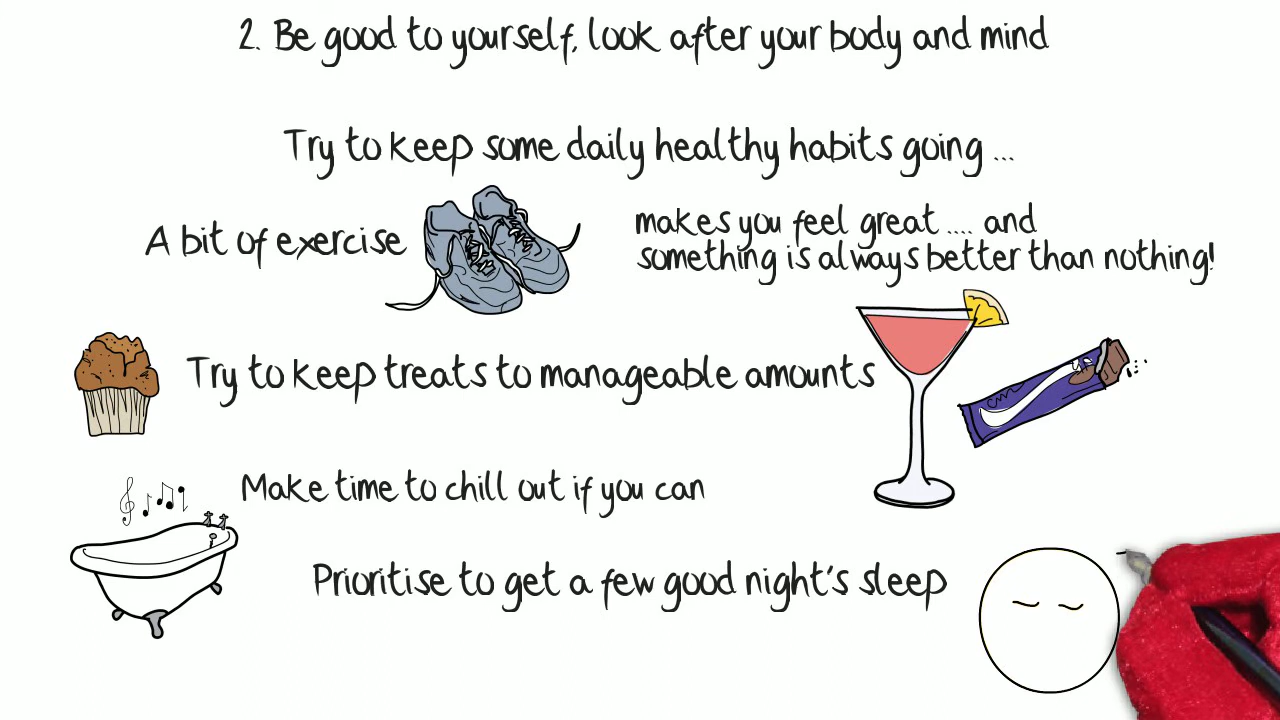 2. Be good to yourself, look after your body and mind
Try to keep some daily healthy habits going ...
A bit of exercise
makes you feel great .... and
something is always better than nothing!
Try to keep treats to manageable amounts
Make time to chill out if you can
Prioritise to get a few good night's sleep